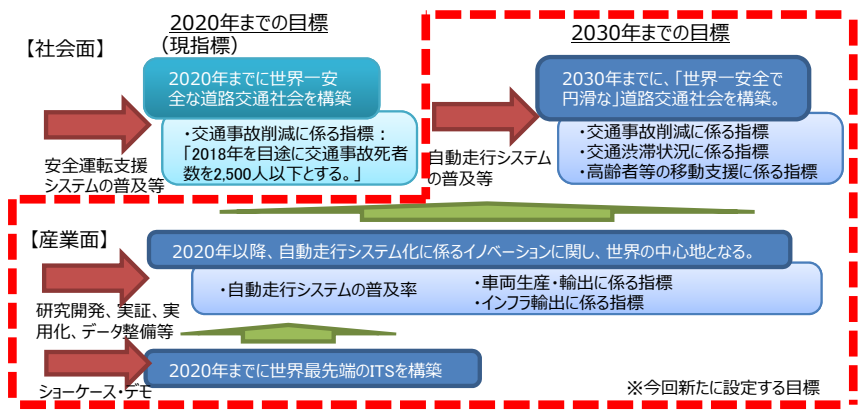 2020年までの目標
(現指標)
2030年までの目標
【社会面】
2020年までに世界一安
全な道路交通社会を構築
・交通事故削減に係る指標：
「2018年を目途に交通事故死者
数を2,500人以下とする。」
安全運転支援
システムの普及等
2030年までに、「世界一安全で
円滑な」道路交通社会を構築。
・交通事故削減に係る指標
・交通渋滞状況に係る指標
・高齢者等の移動支援に係る指標
自動走行システム
の普及等
【産業面】
2020年以降、自動走行システム化に係るイノベーションに関し、世界の中心地となる。
・自動走行システムの普及率
・車両生産・輸出に係る指標
・インフラ輸出に係る指標
研究開発、実証、実
用化、データ整備等
2020年までに世界最先端のITSを構築
ショーケース・デモ
※今回新たに設定する目標